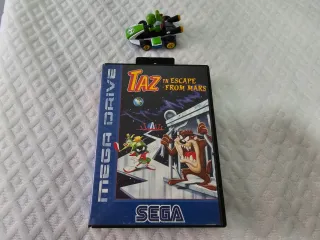 TAZ IN ESCAPE
FROM MARS
MEGA DRIVE
SEGA